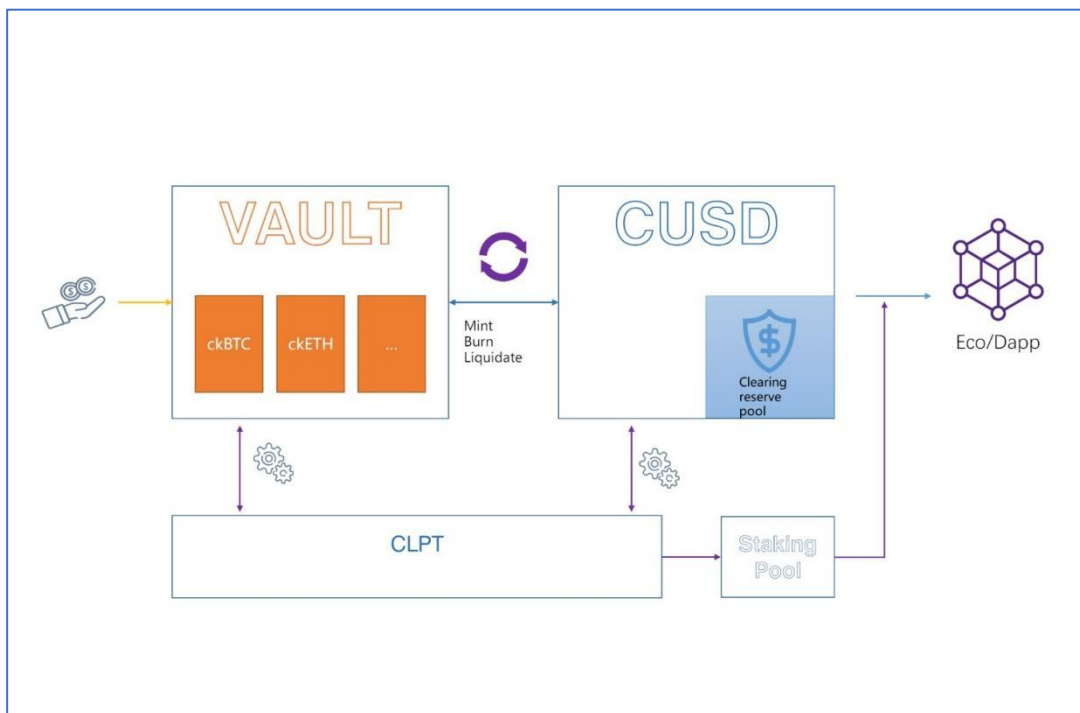 VAULT
ckBTC
ckETH
...
Mint
Burn
Liquidate
CUSD
Clearing
reserve
pool
Eco/Dapp
CLPT
Staking
Pool